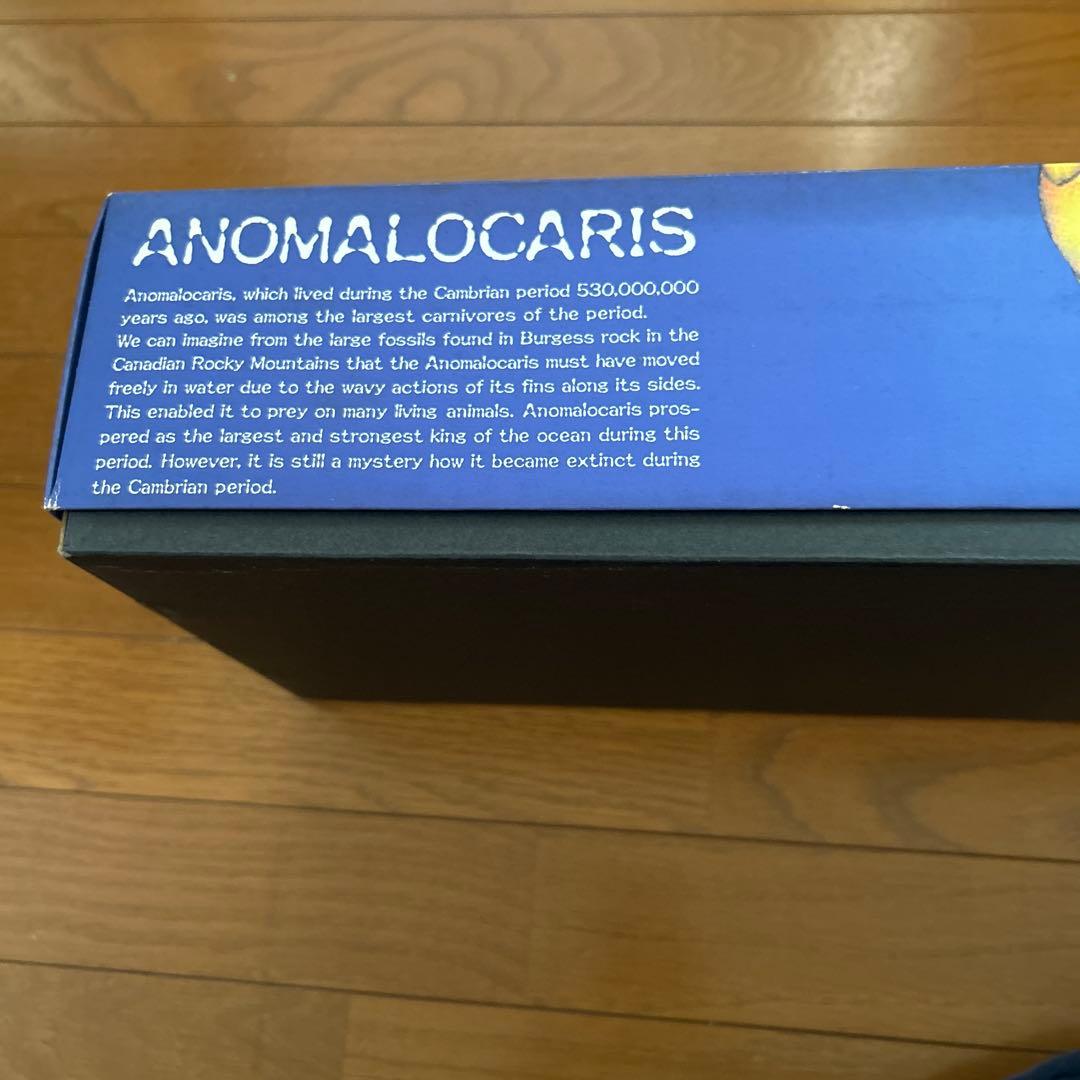 ANOMALOCARIS
Anomalocaris, which lived during the Cambrian period 530,000,000
years ago, was among the largest carnivores of the period.
We can imagine from the large fossils found in Burgess rock in the
Canadian Rocky Mountains that the Anomalocaris must have moved
freely in water due to the wavy actions of its fins along its sides.
This enabled it to prey on many living animals. Anomalocaris pros-
pered as the largest and strongest king of the ocean during this
period. However, it is still a mystery how it became extinct during
the Cambrian period.